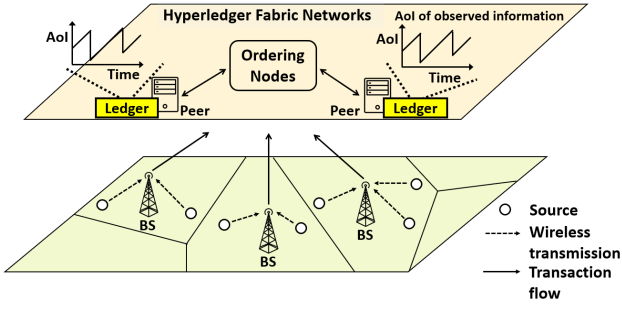 Hyperledger Fabric Networks
AoI of observed information
AoI
Time
Ordering
Nodes
AoI
Time
Ledger
Peer
Peer
Ledger
BS
BS
BS
Source
Wireless
transmission
Transaction
flow